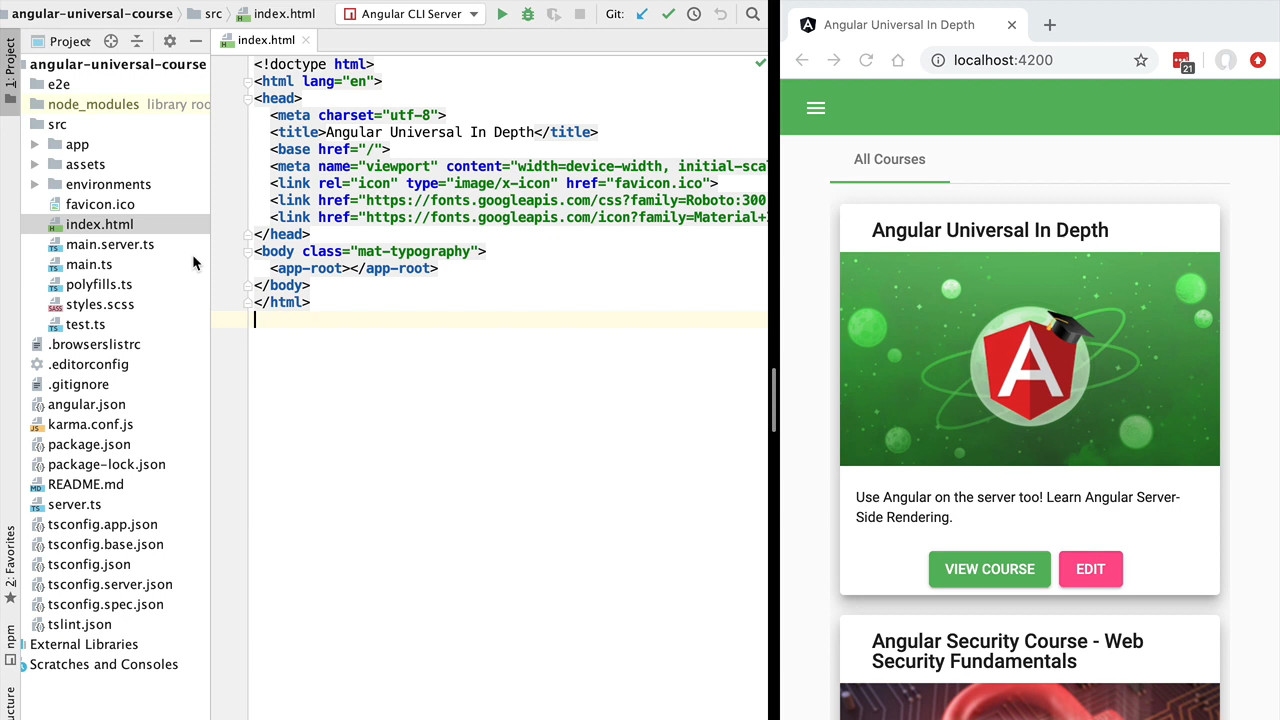 angular-universal-course
src
index.html
Angular CLI Server
Git:
1: Project
2: Favorites
npm
Project
angular-universal-course
e2e
node_modules library roo
src
app
assets
environments
favicon.ico
index.html
main.server.ts
main.ts
polyfills.ts
styles.scss
test.ts
.browserslistrc
.editorconfig
.gitignore
angular.json
karma.conf.js
package.json
package-lock.json
README.md
server.ts
tsconfig.app.json
tsconfig.base.json
tsconfig.json
tsconfig.server.json
tsconfig.spec.json
tslint.json
External Libraries
Scratches and Consoles
index.html
<!doctype html>
<html lang="en">
<head>
<meta charset="utf-8">
<title>Angular Universal In Depth</title>
<base href="/">
<meta name="viewport" content="width=device-width, initial-scal
<link rel="icon" type="image/x-icon" href="favicon.ico">
<link href="https://fonts.googleapis.com/css?family=Roboto:300
<link href="https://fonts.googleapis.com/icon?family=Material+
</head>
<body class="mat-typography">
<app-root></app-root>
</body>
</html>
Angular Universal In Depth
localhost:4200
21
All Courses
Angular Universal In Depth
A
Use Angular on the server too! Learn Angular Server-
Side Rendering.
VIEW COURSE
EDIT
Angular Security Course - Web
Security Fundamentals